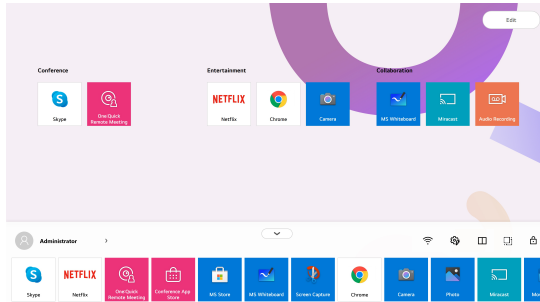 Edit
Conference
Entertainment
Collaboration
S
NETFLIX
Skype
One:Quick
Remote Meeting
Netflix
Chrome
Camera
MS Whiteboard
Miracast
Audio Recording
Administrator
S
NETFLIX
Skype
Netflix
One:Quick
Remote Meeting
Conference App
Store
MS Store
MS Whiteboard
Screen Capture
Chrome
Camera
Photo
Miracast